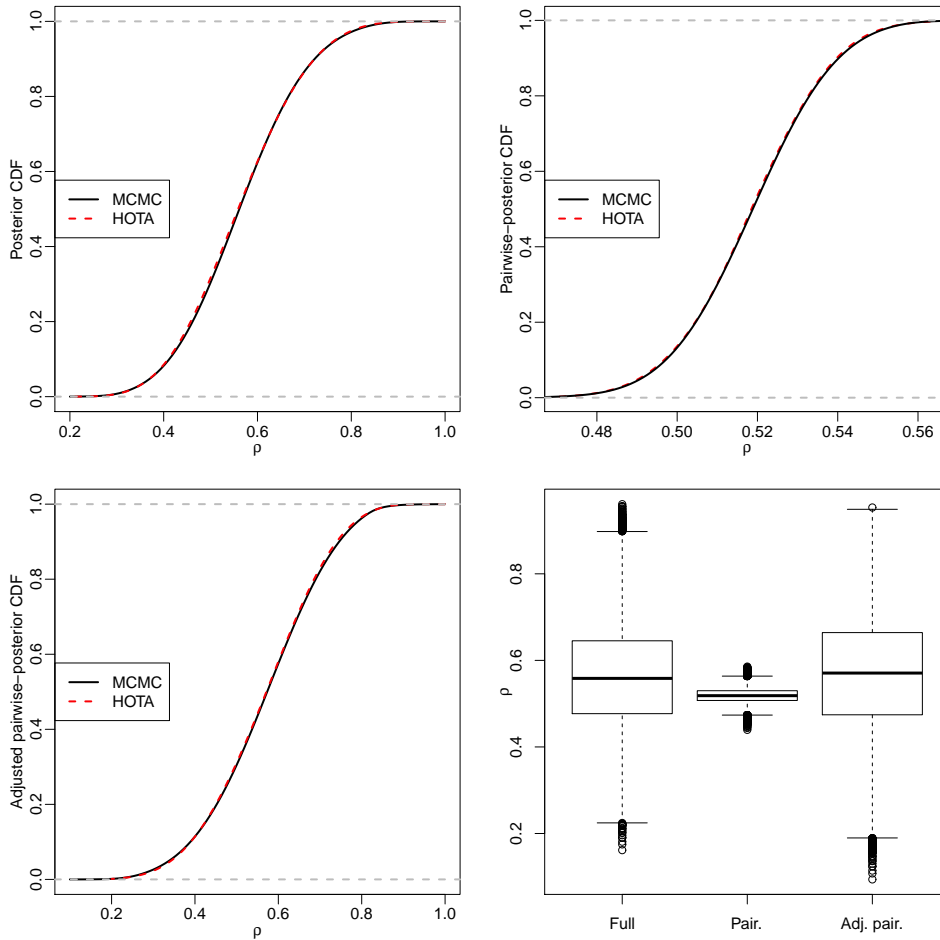 Posterior CDF
0.0 0.2 0.4 0.6 0.8 1.0
MCMC
HOTA
0.2 0.4 0.6 0.8 1.0
ρ
Pairwise−posterior CDF
0.0 0.2 0.4 0.6 0.8 1.0
MCMC
HOTA
0.48 0.50 0.52 0.54 0.56
ρ
Adjusted pairwise−posterior CDF
0.0 0.2 0.4 0.6 0.8 1.0
MCMC
HOTA
0.2 0.4 0.6 0.8 1.0
ρ
ρ
0.2 0.4 0.6 0.8
Full Pair. Adj. pair.